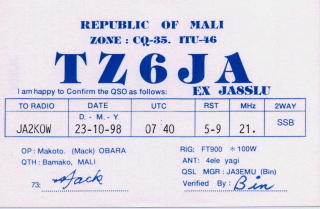 REPUBLIC OF MALI
ZONE : CQ-35. ITU-46
TZ6JA
I am happy to Confirm the QSO as follows: EX JA8SLU
TO RADIO DATE UTC RST MHz 2WAY
D. - M. - Y
JA2KOW 23-10-98 07 40 5-9 21. SSB
OP : Makoto. (Mack) OBARA RIG: FT900 *100W
QTH : Bamako, MALI ANT: 4ele yagi
QSL MGR : JA3EMU (Bin)
73: Jack Verified By : Bin